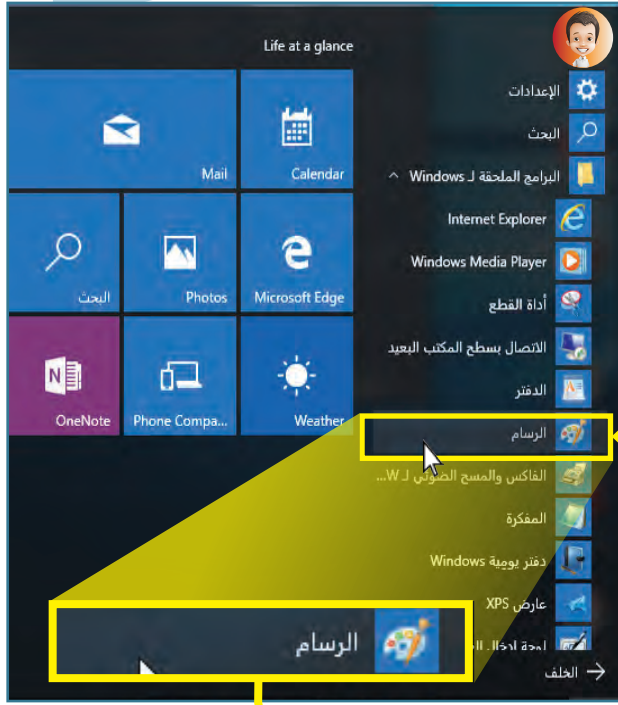 Life at a glance
Mail
Calendar
البحث
Photos
Microsoft Edge
OneNote
Phone Compa...
Weather
الإعدادات
البحث
البرامج الملحقة لـ Windows
Internet Explorer
Windows Media Player
أداة القطع
الاتصال بسطح المكتب البعيد
الدفتر
الرسام
الفاكس والمسح الضوئي لـ W...
المفكرة
دفتر يومية Windows
عارض XPS
لوحة إدخال
الرسام
الخلف